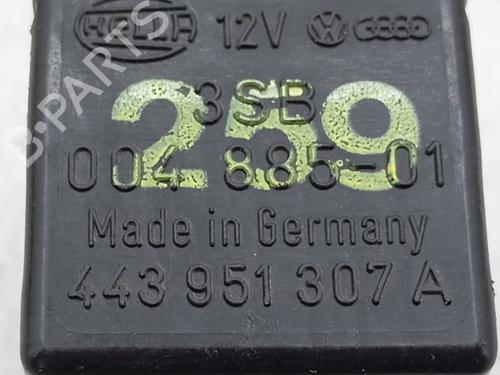 HELLA 12V
3SB
259
004 885-01
Made in Germany
443 951 307 A
B-PARTS